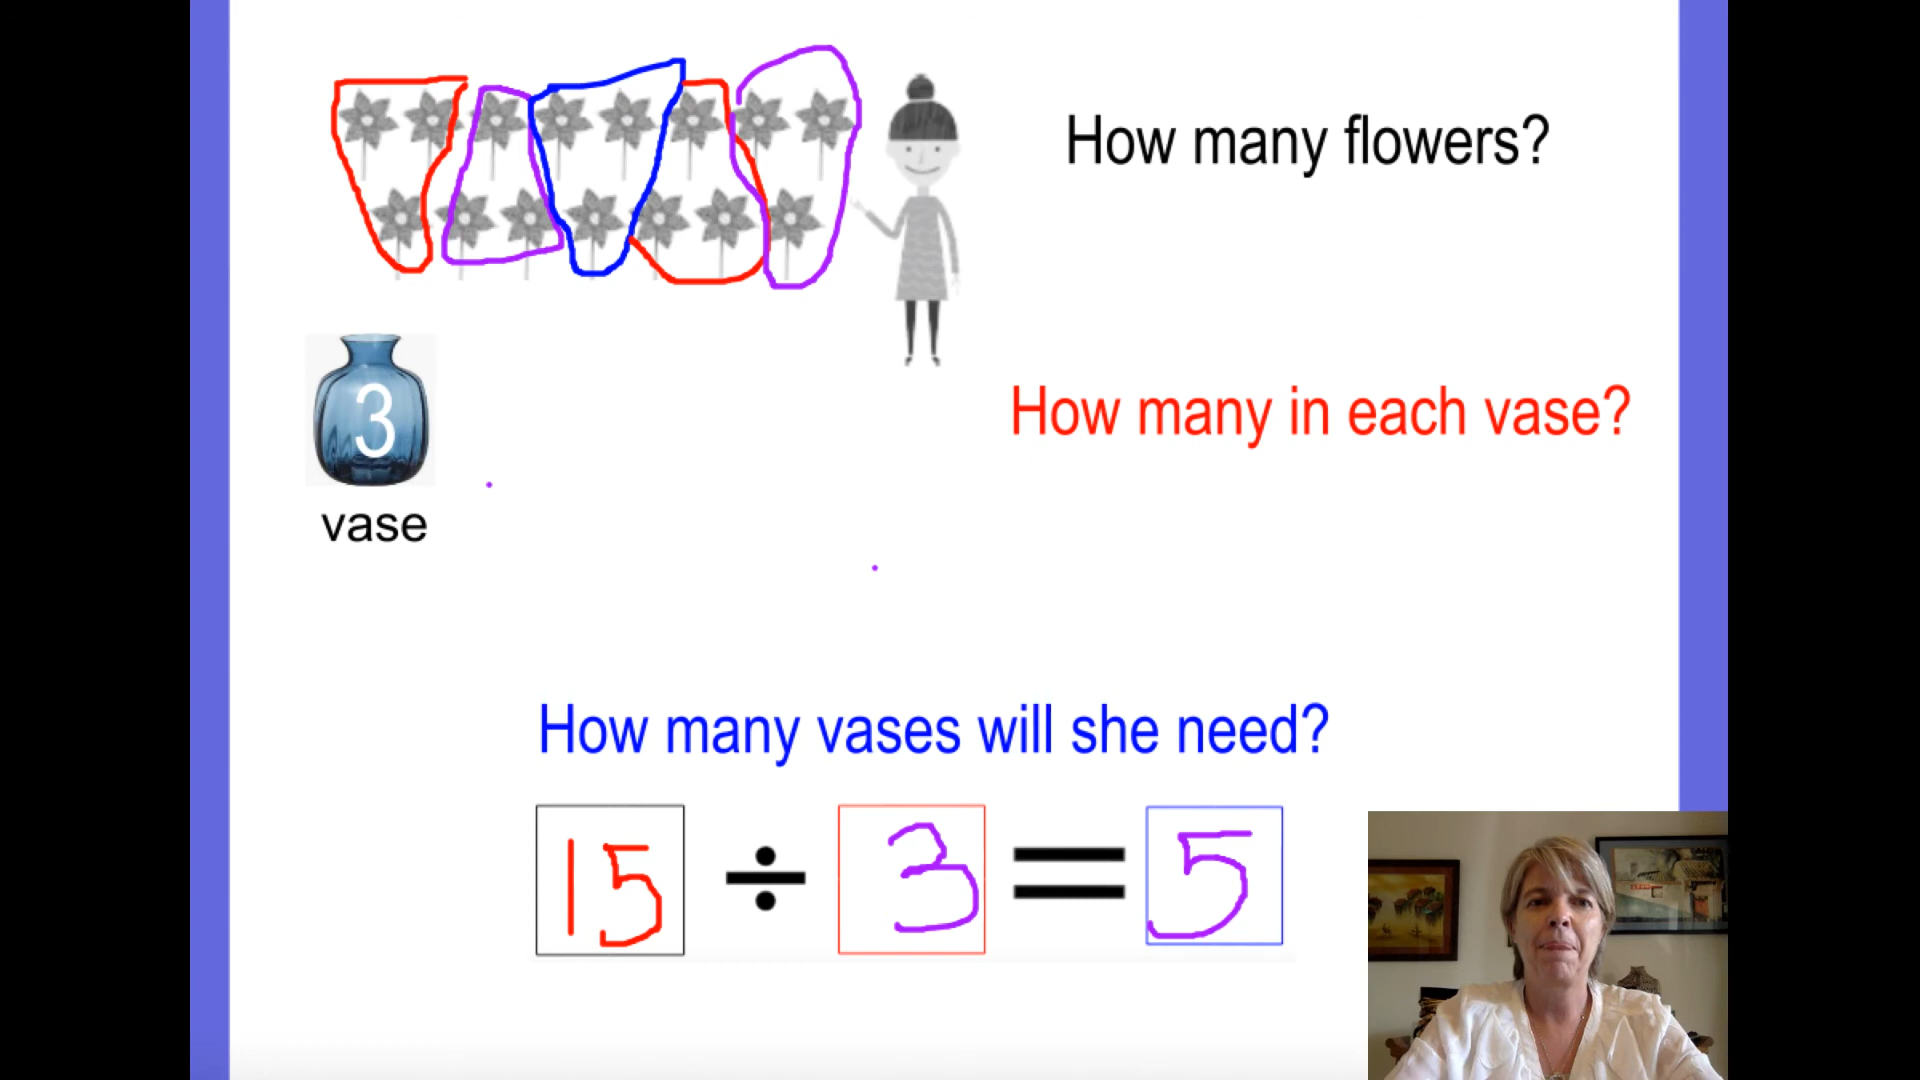 How many flowers?
3
How many in each vase?
vase
How many vases will she need?
15 ÷ 3 = 5